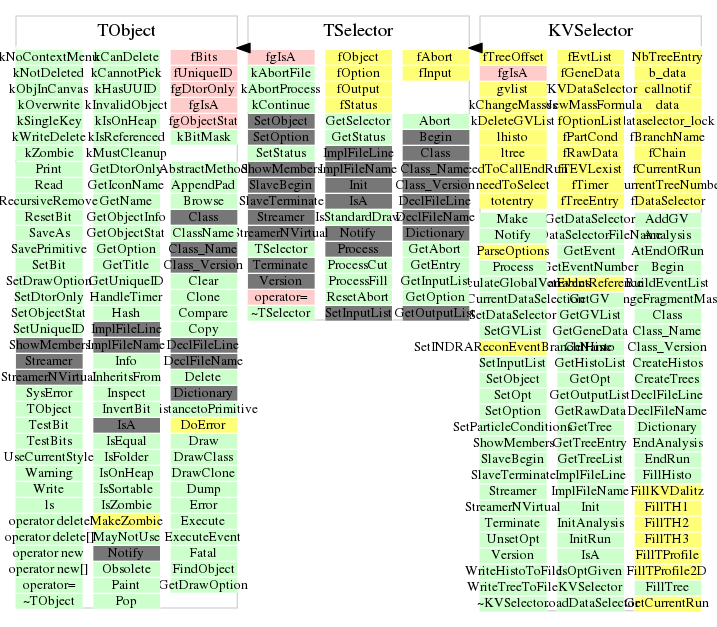 TObject
kNoContextMenu kCanDelete fBits
kNotDeleted kCannotPick fUniqueID
kObjInCanvas kHasUUID fgDtorOnly
kOverwrite kInvalidObject fgIsA
kSingleKey kIsOnHeap fgObjectStat
kWriteDelete kIsReferenced kBitMask
kZombie kMustCleanup
Print GetDtorOnly AbstractMethod
Read GetIconName AppendPad
RecursiveRemove GetName Browse
ResetBit GetObjectInfo Class
SaveAs GetObjectStat ClassName
SavePrimitive GetOption Class_Name
SetBit GetTitle Class_Version
SetDrawOption GetUniqueID Clear
SetDtorOnly HandleTimer Clone
SetObjectStat Hash Compare
SetUniqueID ImplFileLine Copy
ShowMembers ImplFileName DeclFileLine
Streamer Info DeclFileName
StreamerNVirtual InheritsFrom Delete
SysError Inspect Dictionary
TObject InvertBit istancetoPrimitive
TestBit IsA DoError
TestBits IsEqual Draw
UseCurrentStyle IsFolder DrawClass
Warning IsOnHeap DrawClone
Write IsSortable Dump
ls IsZombie Error
operator delete MakeZombie Execute
operator delete[] MayNotUse ExecuteEvent
operator new Notify Fatal
operator new[] Obsolete FindObject
operator= Paint GetDrawOption
~TObject Pop
TSelector
fgIsA fObject fAbort
kAbortFile fOption fInput
kAbortProcess fOutput
kContinue fStatus
SetObject GetSelector Abort
SetOption GetStatus Begin
SetStatus ImplFileLine Class
ShowMembers ImplFileName Class_Name
SlaveBegin Init Class_Version
SlaveTerminate IsA DeclFileLine
Streamer IsStandardDraw DeclFileName
treamerNVirtual Notify Dictionary
TSelector Process GetAbort
Terminate ProcessCut GetEntry
Version ProcessFill GetInputList
operator= ResetAbort GetOption
~TSelector SetInputList GetOutputList
KVSelector
fTreeOffset fEvtList NbTreeEntry
fgIsA fGeneData b_data
gvlist KVDataSelector callnotif
kChangeMasses ewMassFormula data
kDeleteGVList fOptionList ataselector_lock
lhisto fPartCond fBranchName
ltree fRawData fChain
needToCallEndRun fTEVLexist fCurrentRun
needToSelect fTimer urrentTreeNumber
totentry fTreeEntry fDataSelector
Make GetDataSelector AddGV
Notify DataSelectorFileName Analysis
ParseOptions GetEvent AtEndOfRun
Process GetEventNumber Begin
ulateGlobalVariables BuildEventList
CurrentDataSelection GetGV ngeFragmentMas
SetDataSelector GetGVList Class
SetGVList GetGeneData Class_Name
SetINDRAReconEventBranchName GetHisto Class_Version
SetInputList GetHistoList CreateHistos
SetObject GetOpt CreateTrees
SetOpt GetOutputList DeclFileLine
SetOption GetRawData DeclFileName
SetParticleConditions GetTree Dictionary
ShowMembers GetTreeEntry EndAnalysis
SlaveBegin GetTreeList EndRun
SlaveTerminate ImplFileLine FillHisto
Streamer ImplFileName FillKVDalitz
StreamerNVirtual Init FillTH1
Terminate InitAnalysis FillTH2
UnsetOpt InitRun FillTH3
Version IsA FillTProfile
WriteHistoToFile IsOptGiven FillTProfile2D
WriteTreeToFile KVSelector FillTree
~KVSelector oadDataSelector GetCurrentRun